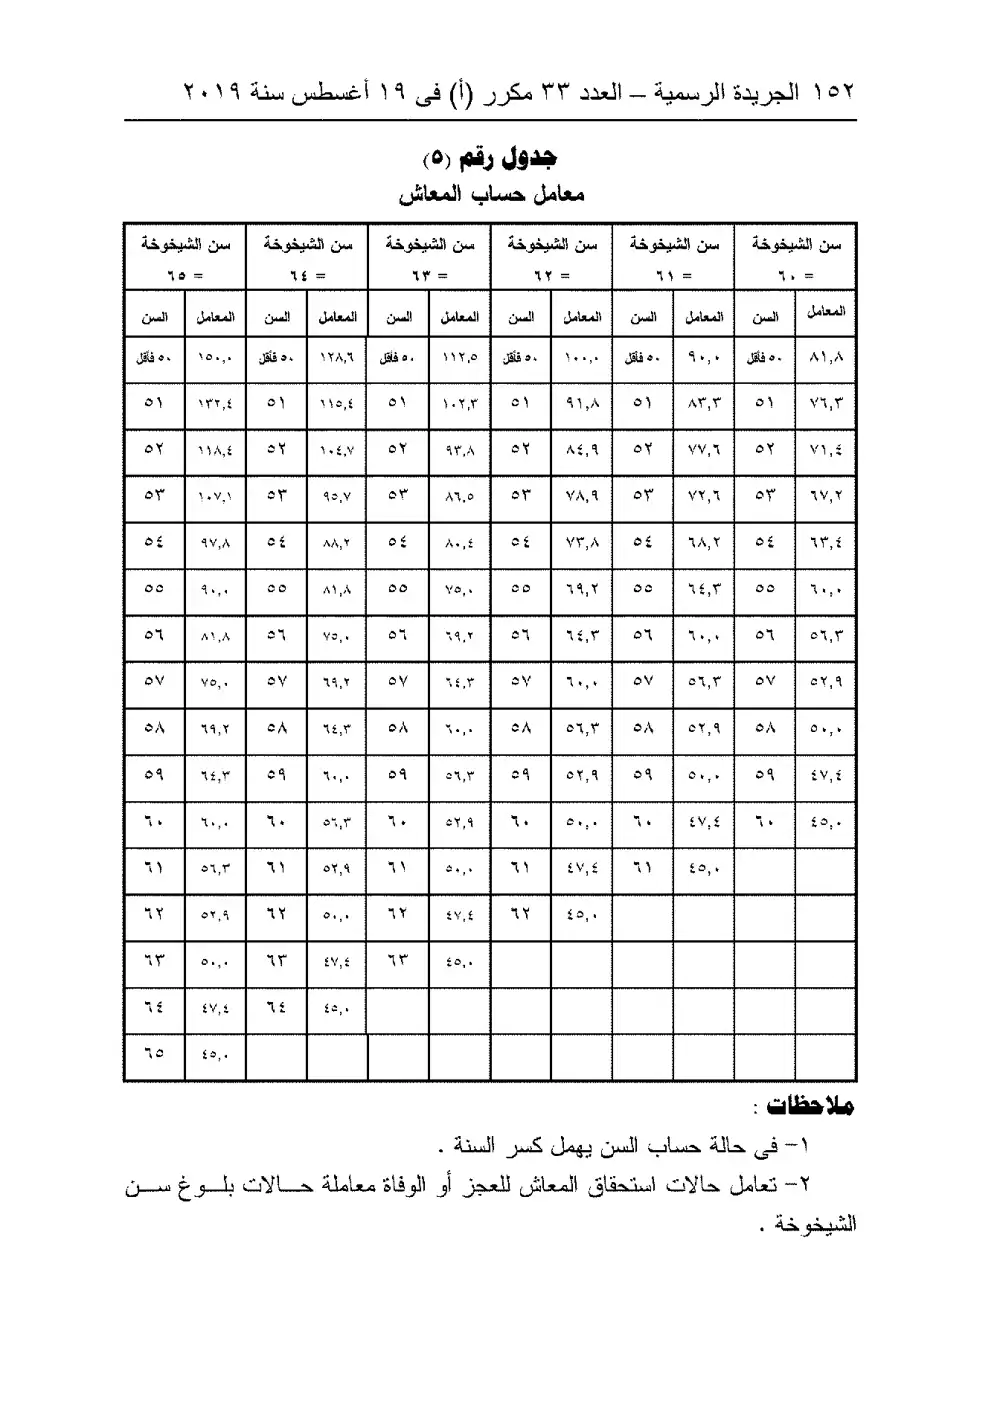 ١٥٢ الجريدة الرسمية – العدد ٣٣ مكرر (أ) فى ١٩ أغسطس سنة ٢٠١٩
جدول رقم (٥)
معامل حساب المعاش
سن الشيخوخة = ٦٠ سن الشيخوخة = ٦١ سن الشيخوخة = ٦٢ سن الشيخوخة = ٦٣ سن الشيخوخة = ٦٤ سن الشيخوخة = ٦٥
المعامل السن المعامل السن المعامل السن المعامل السن المعامل السن المعامل السن
٨١,٨ ٥٠ فأقل ٩٠,٠ ٥٠ فأقل ١٠٠,٠ ٥٠ فأقل ١١٢,٥ ٥٠ فأقل ١٢٨,٦ ٥٠ فأقل ١٥٠,٠ ٥٠ فأقل
٧٦,٣ ٥١ ٨٣,٣ ٥١ ٩١,٨ ٥١ ١٠٢,٣ ٥١ ١١٥,٤ ٥١ ١٣٢,٤ ٥١
٧١,٤ ٥٢ ٧٧,٦ ٥٢ ٨٤,٩ ٥٢ ٩٣,٨ ٥٢ ١٠٤,٧ ٥٢ ١١٨,٤ ٥٢
٦٧,٢ ٥٣ ٧٢,٦ ٥٣ ٧٨,٩ ٥٣ ٨٦,٥ ٥٣ ٩٥,٧ ٥٣ ١٠٧,١ ٥٣
٦٣,٤ ٥٤ ٦٨,٢ ٥٤ ٧٣,٨ ٥٤ ٨٠,٤ ٥٤ ٨٨,٢ ٥٤ ٩٧,٨ ٥٤
٦٠,٠ ٥٥ ٦٤,٣ ٥٥ ٦٩,٢ ٥٥ ٧٥,٠ ٥٥ ٨١,٨ ٥٥ ٩٠,٠ ٥٥
٥٦,٣ ٥٦ ٦٠,٠ ٥٦ ٦٤,٣ ٥٦ ٦٩,٢ ٥٦ ٧٥,٠ ٥٦ ٨١,٨ ٥٦
٥٢,٩ ٥٧ ٥٦,٣ ٥٧ ٦٠,٠ ٥٧ ٦٤,٣ ٥٧ ٦٩,٢ ٥٧ ٧٥,٠ ٥٧
٥٠,٠ ٥٨ ٥٢,٩ ٥٨ ٥٦,٣ ٥٨ ٦٠,٠ ٥٨ ٦٤,٣ ٥٨ ٦٩,٢ ٥٨
٤٧,٤ ٥٩ ٥٠,٠ ٥٩ ٥٢,٩ ٥٩ ٥٦,٣ ٥٩ ٦٠,٠ ٥٩ ٦٤,٣ ٥٩
٤٥,٠ ٦٠ ٤٧,٤ ٦٠ ٥٠,٠ ٦٠ ٥٢,٩ ٦٠ ٥٦,٣ ٦٠ ٦٠,٠ ٦٠
٤٥,٠ ٦١ ٤٧,٤ ٦١ ٥٠,٠ ٦١ ٥٢,٩ ٦١ ٥٦,٣ ٦١
٤٥,٠ ٦٢ ٤٧,٤ ٦٢ ٥٠,٠ ٦٢ ٥٢,٩ ٦٢
٤٥,٠ ٦٣ ٤٧,٤ ٦٣ ٥٠,٠ ٦٣
٤٥,٠ ٦٤ ٤٧,٤ ٦٤
٤٥,٠ ٦٥
ملاحظات :
١- فى حالة حساب السن يهمل كسر السنة .
٢- تعامل حالات استحقاق المعاش للعجز أو الوفاة معاملة حـــالات بلـــوغ ســـن
الشيخوخة .